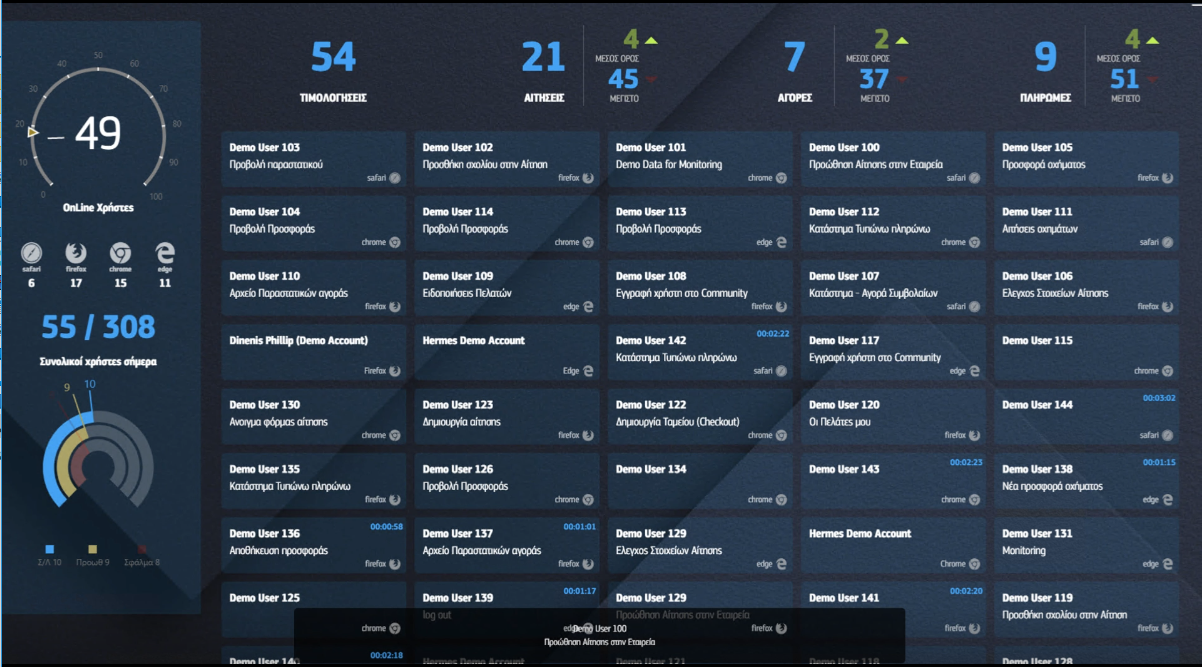 54
ΤΙΜΟΛΟΓΗΣΕΙΣ
21
ΑΙΤΗΣΕΙΣ
4
ΜΕΣΟΣ ΟΡΟΣ
45
ΜΕΓΙΣΤΟ
7
ΑΓΟΡΕΣ
2
ΜΕΣΟΣ ΟΡΟΣ
37
ΜΕΓΙΣΤΟ
9
ΠΛΗΡΩΜΕΣ
4
ΜΕΣΟΣ ΟΡΟΣ
51
ΜΕΓΙΣΤΟ
0 10 20 30 40 50 60 70 80 90 100
49
OnLine Χρήστες
safari firefox chrome edge
6 17 15 11
55 / 308
Συνολικοί χρήστες σήμερα
9 10
Σ/Λ 10 Προωθ 9 Σφάλμα 8
Demo User 103
Προβολή παραστατικού
safari
Demo User 102
Προσθήκη σχολίου στην Αίτηση
firefox
Demo User 101
Demo Data for Monitoring
chrome
Demo User 100
Προώθηση Αίτησης στην Εταιρεία
safari
Demo User 105
Προσφορά οχήματος
firefox
Demo User 104
Προβολή Προσφοράς
chrome
Demo User 114
Προβολή Προσφοράς
chrome
Demo User 113
Προβολή Προσφοράς
edge
Demo User 112
Κατάστημα Τυπώνω πληρώνω
chrome
Demo User 111
Αιτήσεις οχημάτων
safari
Demo User 110
Αρχείο Παραστατικών αγοράς
firefox
Demo User 109
Ειδοποιήσεις Πελατών
edge
Demo User 108
Εγγραφή χρήστη στο Community
firefox
Demo User 107
Κατάστημα - Αγορά Συμβολαίων
safari
Demo User 106
Ελεγχος Στοιχείων Αίτησης
firefox
Dinenis Phillip (Demo Account)
Firefox
Hermes Demo Account
Edge
00:02:22
Demo User 142
Κατάστημα Τυπώνω πληρώνω
safari
Demo User 117
Εγγραφή χρήστη στο Community
edge
Demo User 115
chrome
Demo User 130
Ανοιγμα φόρμας αίτησης
chrome
Demo User 123
Δημιουργία αίτησης
firefox
Demo User 122
Δημιουργία Ταμείου (Checkout)
chrome
Demo User 120
Οι Πελάτες μου
firefox
00:03:02
Demo User 144
safari
Demo User 135
Κατάστημα Τυπώνω πληρώνω
firefox
Demo User 126
Προβολή Προσφοράς
chrome
Demo User 134
chrome
00:02:23
Demo User 143
chrome
00:01:15
Demo User 138
Νέα προσφορά οχήματος
edge
00:00:58
Demo User 136
Αποθήκευση προσφοράς
firefox
00:01:01
Demo User 137
Αρχείο Παραστατικών αγοράς
firefox
Demo User 129
Ελεγχος Στοιχείων Αίτησης
edge
Hermes Demo Account
Chrome
Demo User 131
Monitoring
edge
Demo User 125
chrome
00:01:17
Demo User 139
log out
Demo User 129
Προώθηση Αίτησης στην Εταιρεία
firefox
00:02:20
Demo User 141
firefox
Demo User 119
Προσθήκη σχολίου στην Αίτηση
firefox
Demo User 100
Προώθηση Αίτησης στην Εταιρεία
00:02:18
Demo User 140
Hermes Demo Account
Demo User 121
Demo User 118
Demo User 128